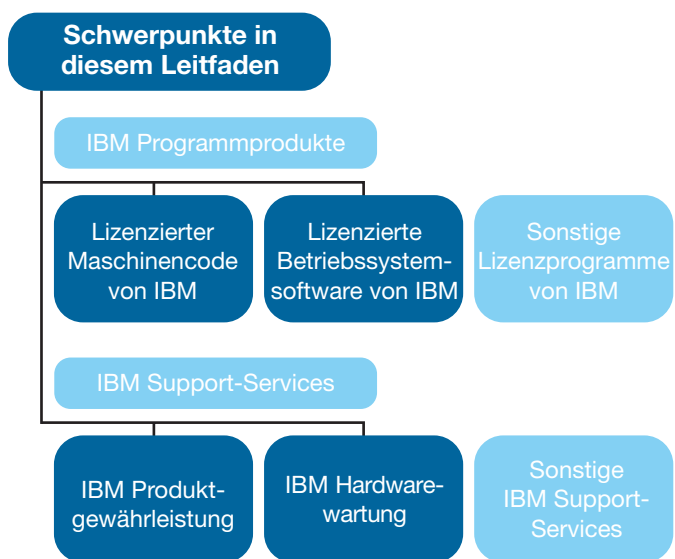 Schwerpunkte in
diesem Leitfaden
IBM Programmprodukte
Lizenzierter
Maschinencode
von IBM
Lizenzierte
Betriebssystem-
software von IBM
Sonstige
Lizenzprogramme
von IBM
IBM Support-Services
IBM Produkt-
gewährleistung
IBM Hardware-
wartung
Sonstige
IBM Support-
Services